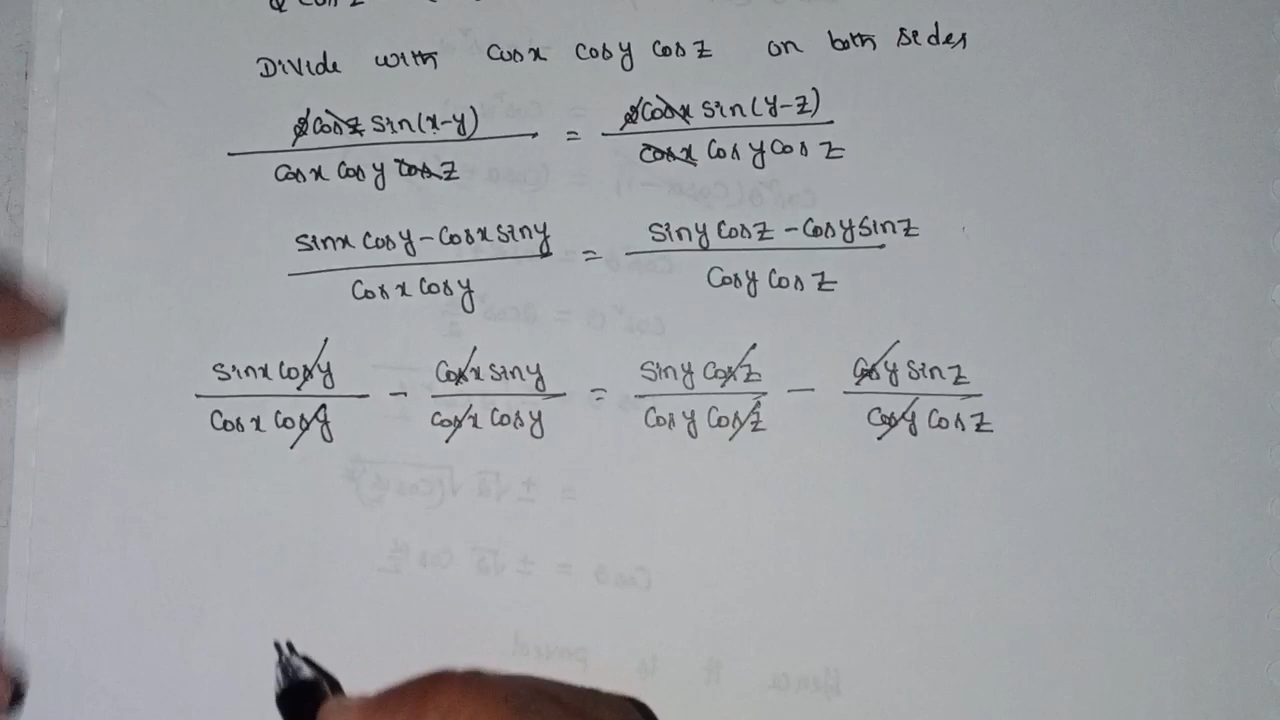 Divide with cosx cosy cosz on both sides
2cosz sin(x-y) / cosx cosy cosz = 2cosx sin(y-z) / cosx cosy cosz
sinx cosy - cosx siny / cosx cosy = siny cosz - cosy sinz / cosy cosz
sinx cosy / cosx cosy - cosx siny / cosx cosy = siny cosz / cosy cosz - cosy sinz / cosy cosz